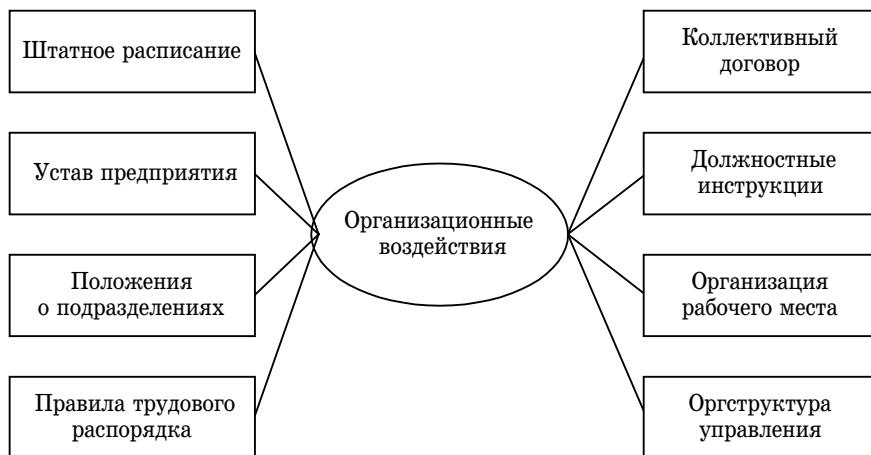 Штатное расписание
Устав предприятия
Положения
о подразделениях
Правила трудового
распорядка
Организационные
воздействия
Коллективный
договор
Должностные
инструкции
Организация
рабочего места
Оргструктура
управления